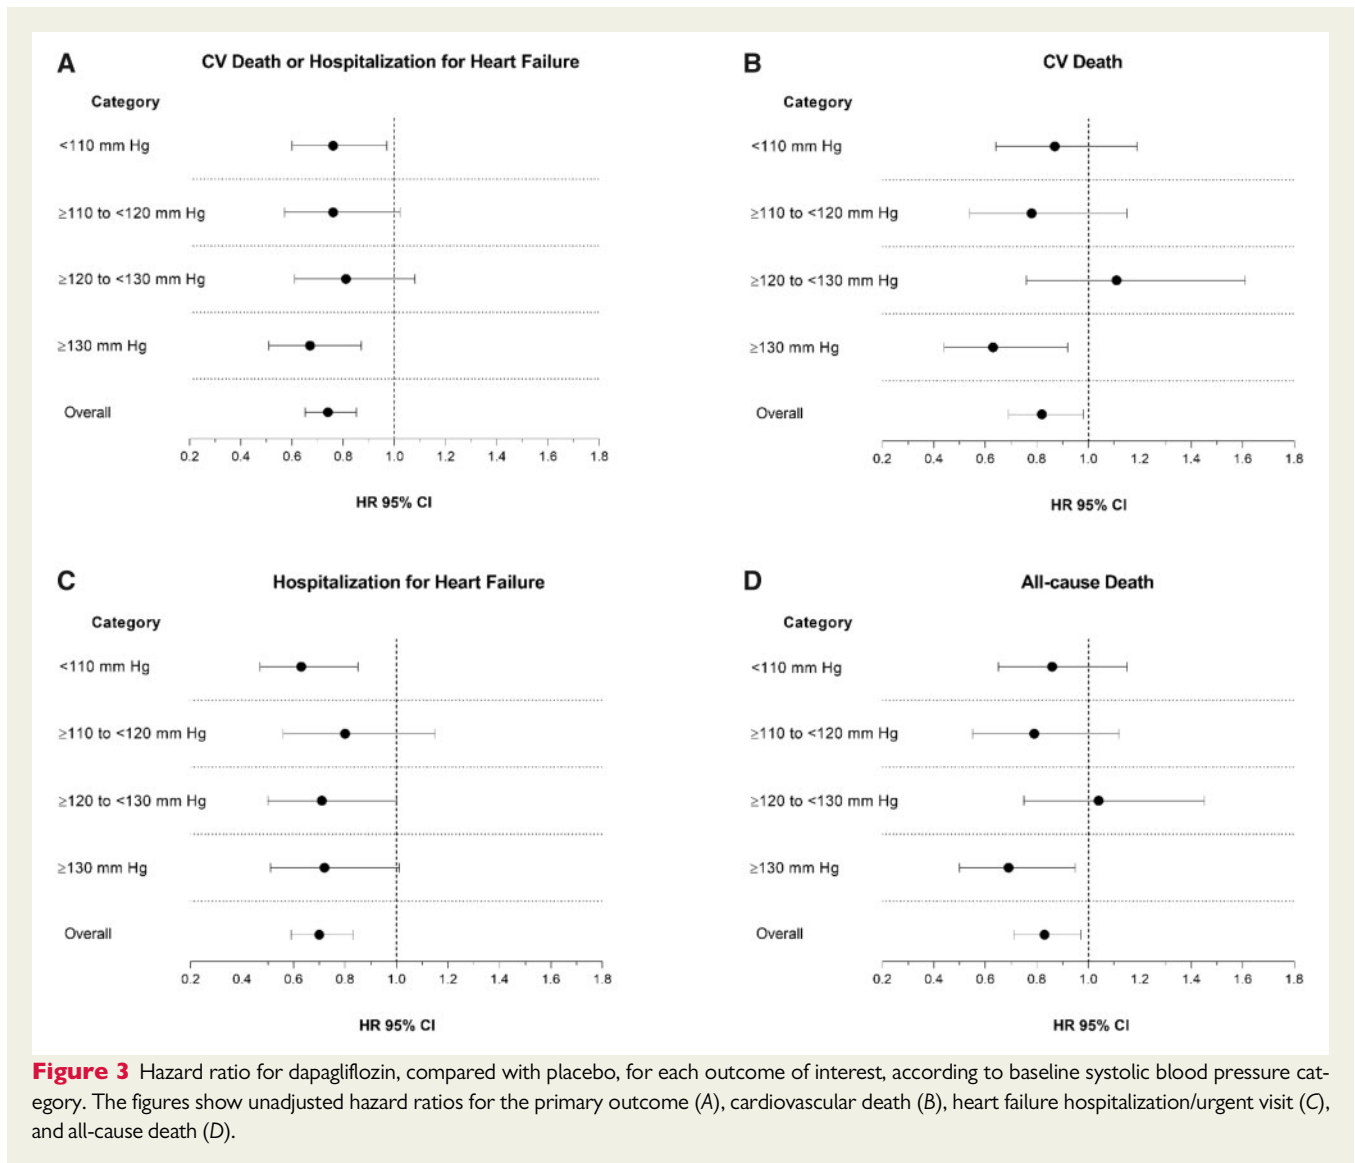 A
CV Death or Hospitalization for Heart Failure
Category
<110 mm Hg
≥110 to <120 mm Hg
≥120 to <130 mm Hg
≥130 mm Hg
Overall
0.2 0.4 0.6 0.8 1.0 1.2 1.4 1.6 1.8
HR 95% CI
B
CV Death
Category
<110 mm Hg
≥110 to <120 mm Hg
≥120 to <130 mm Hg
≥130 mm Hg
Overall
0.2 0.4 0.6 0.8 1.0 1.2 1.4 1.6 1.8
HR 95% CI
C
Hospitalization for Heart Failure
Category
<110 mm Hg
≥110 to <120 mm Hg
≥120 to <130 mm Hg
≥130 mm Hg
Overall
0.2 0.4 0.6 0.8 1.0 1.2 1.4 1.6 1.8
HR 95% CI
D
All-cause Death
Category
<110 mm Hg
≥110 to <120 mm Hg
≥120 to <130 mm Hg
≥130 mm Hg
Overall
0.2 0.4 0.6 0.8 1.0 1.2 1.4 1.6 1.8
HR 95% CI
Figure 3 Hazard ratio for dapagliflozin, compared with placebo, for each outcome of interest, according to baseline systolic blood pressure cat-
egory. The figures show unadjusted hazard ratios for the primary outcome (A), cardiovascular death (B), heart failure hospitalization/urgent visit (C),
and all-cause death (D).